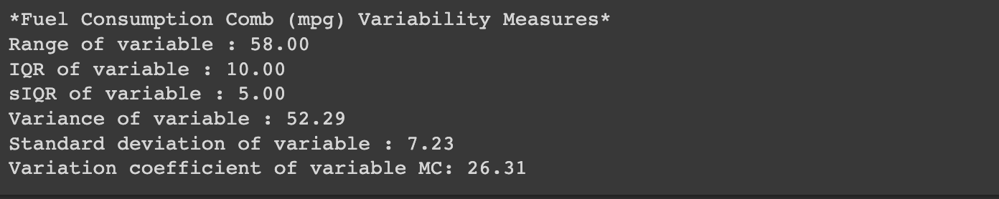 *Fuel Consumption Comb (mpg) Variability Measures*
Range of variable : 58.00
IQR of variable : 10.00
sIQR of variable : 5.00
Variance of variable : 52.29
Standard deviation of variable : 7.23
Variation coefficient of variable MC: 26.31